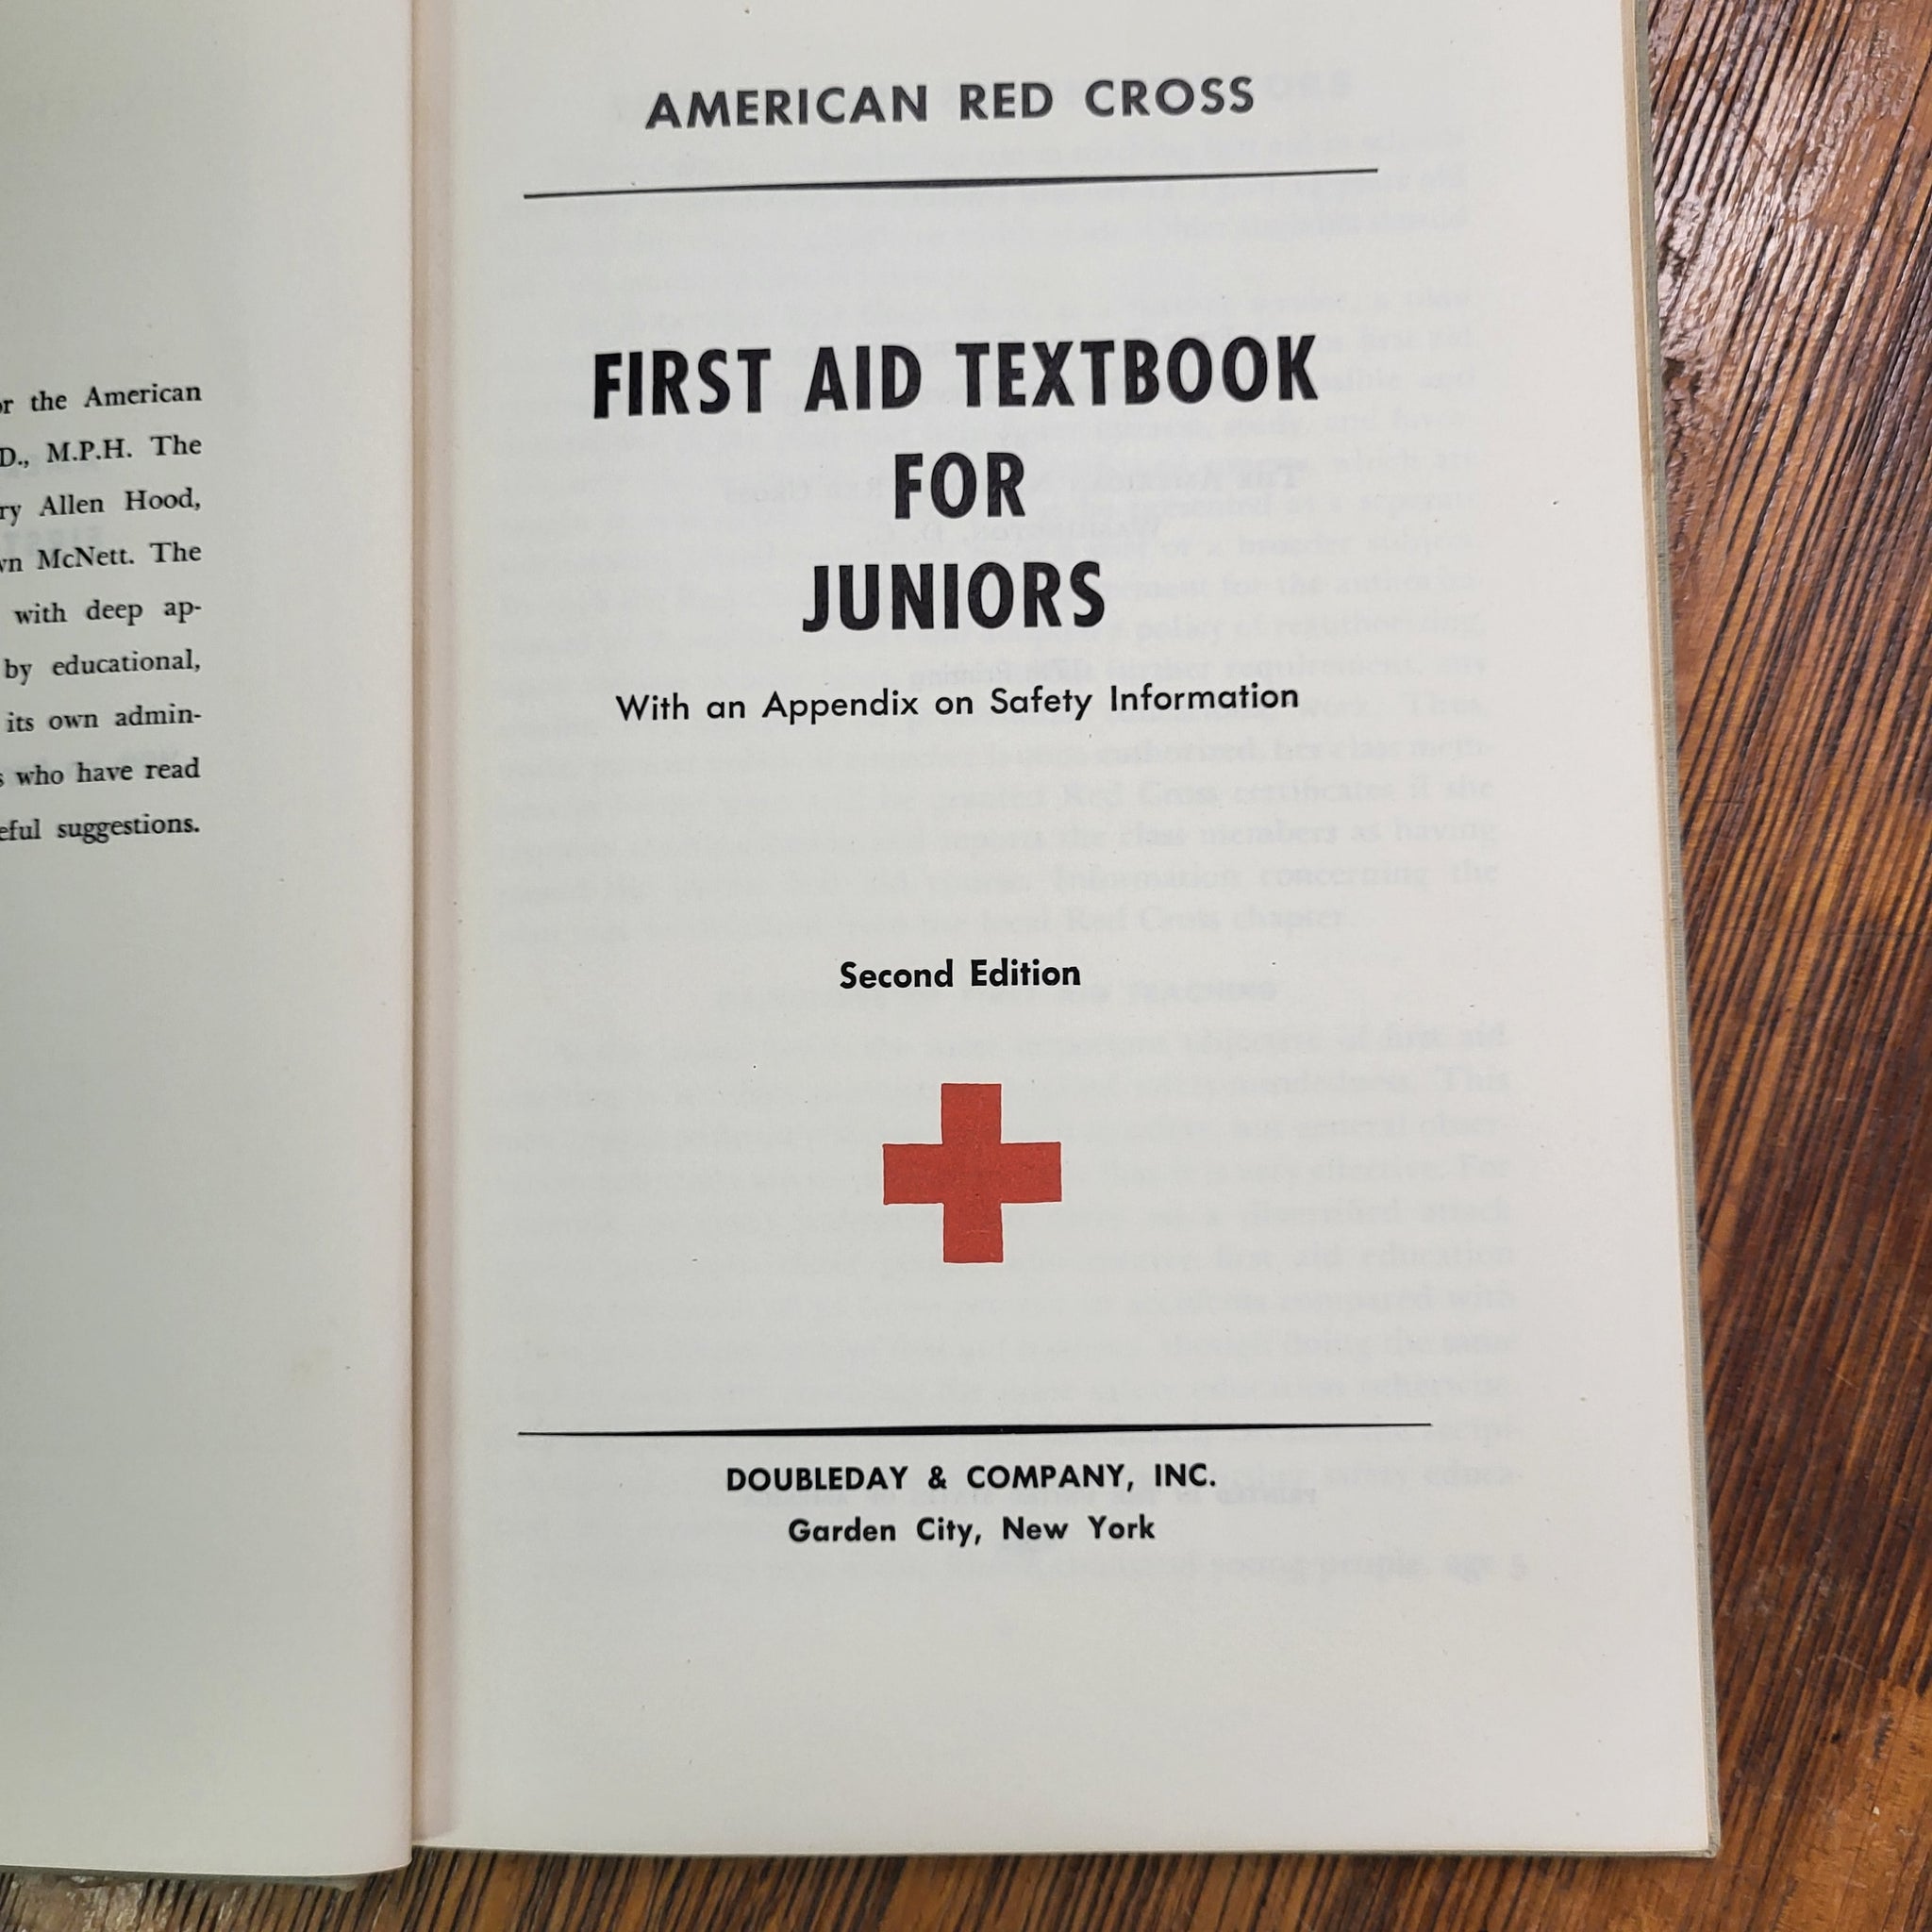 r the American
D., M.P.H. The
ry Allen Hood,
vn McNett. The
with deep ap-
by educational,
its own admin-
s who have read
eful suggestions.
AMERICAN RED CROSS
FIRST AID TEXTBOOK
FOR
JUNIORS
With an Appendix on Safety Information
Second Edition
DOUBLEDAY & COMPANY, INC.
Garden City, New York